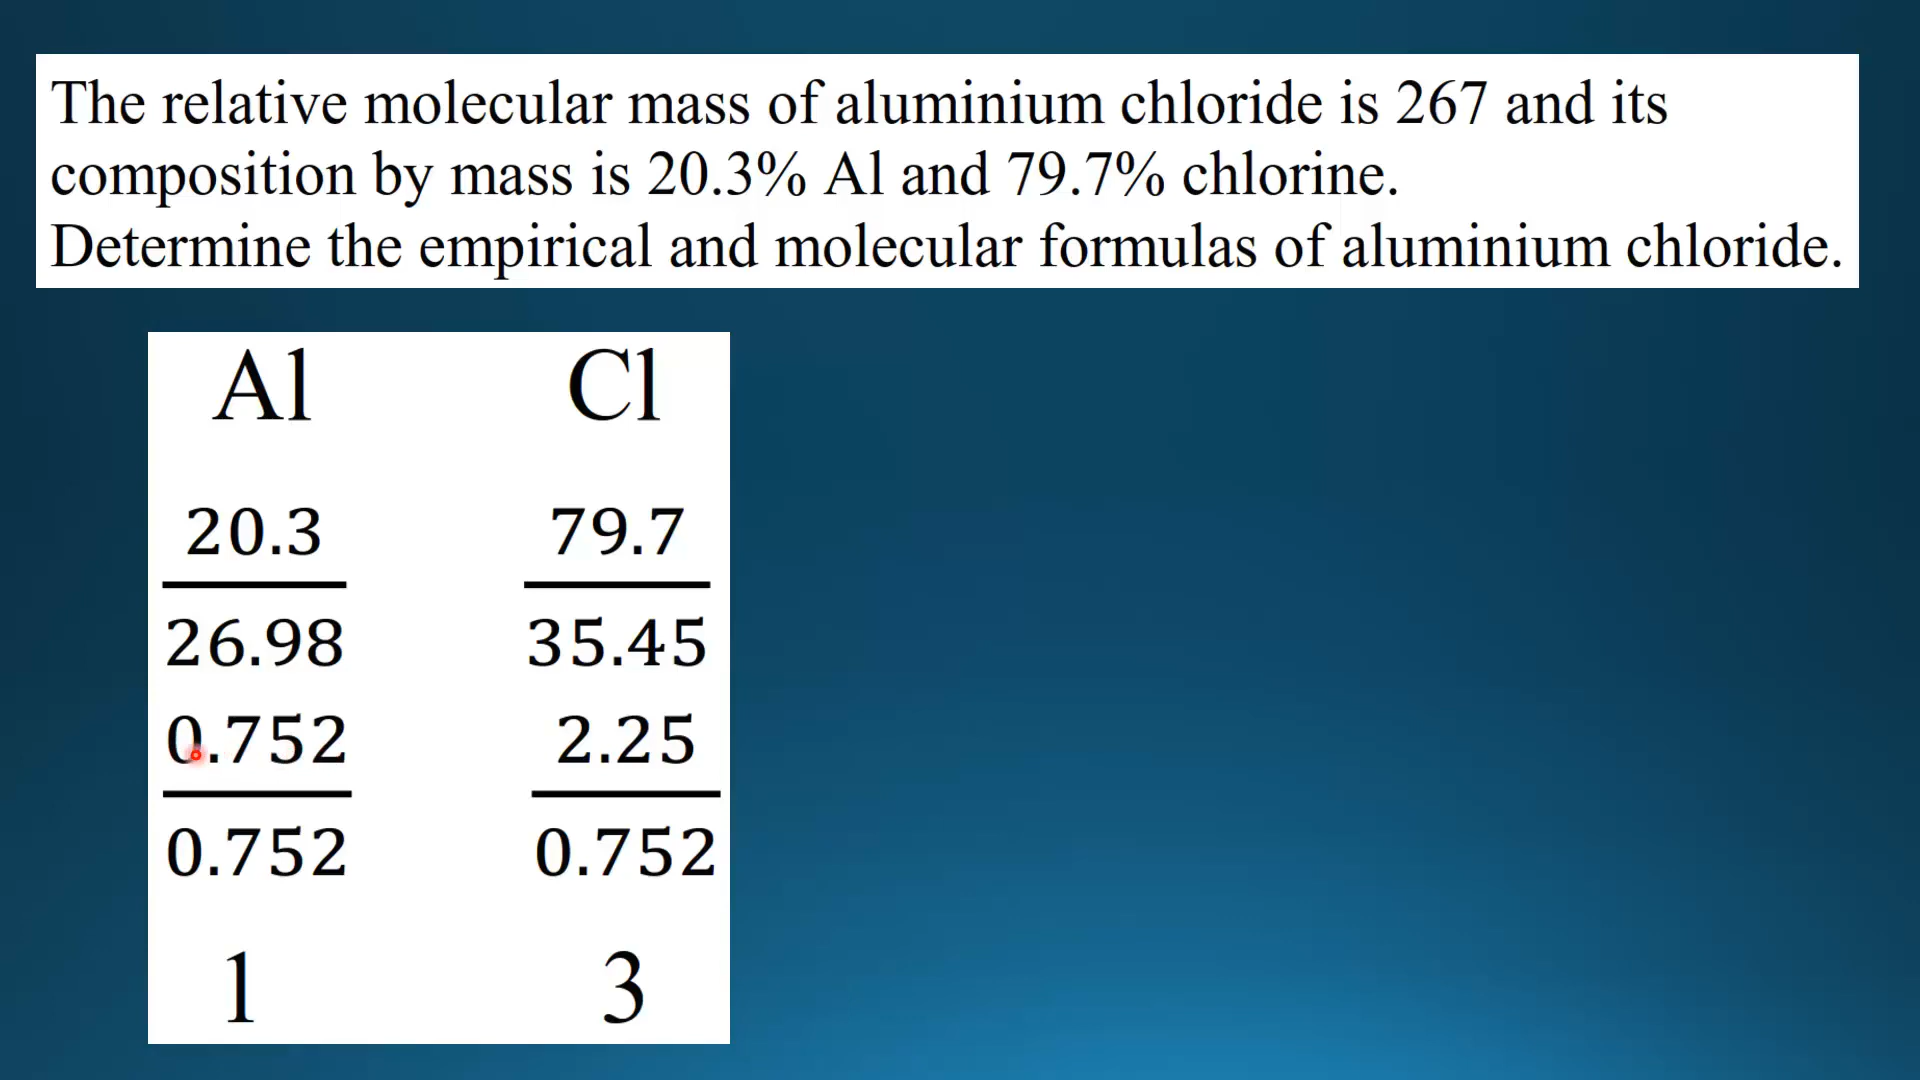 The relative molecular mass of aluminium chloride is 267 and its
composition by mass is 20.3% Al and 79.7% chlorine.
Determine the empirical and molecular formulas of aluminium chloride.
Al Cl
20.3 79.7
26.98 35.45
0.752 2.25
0.752 0.752
1 3